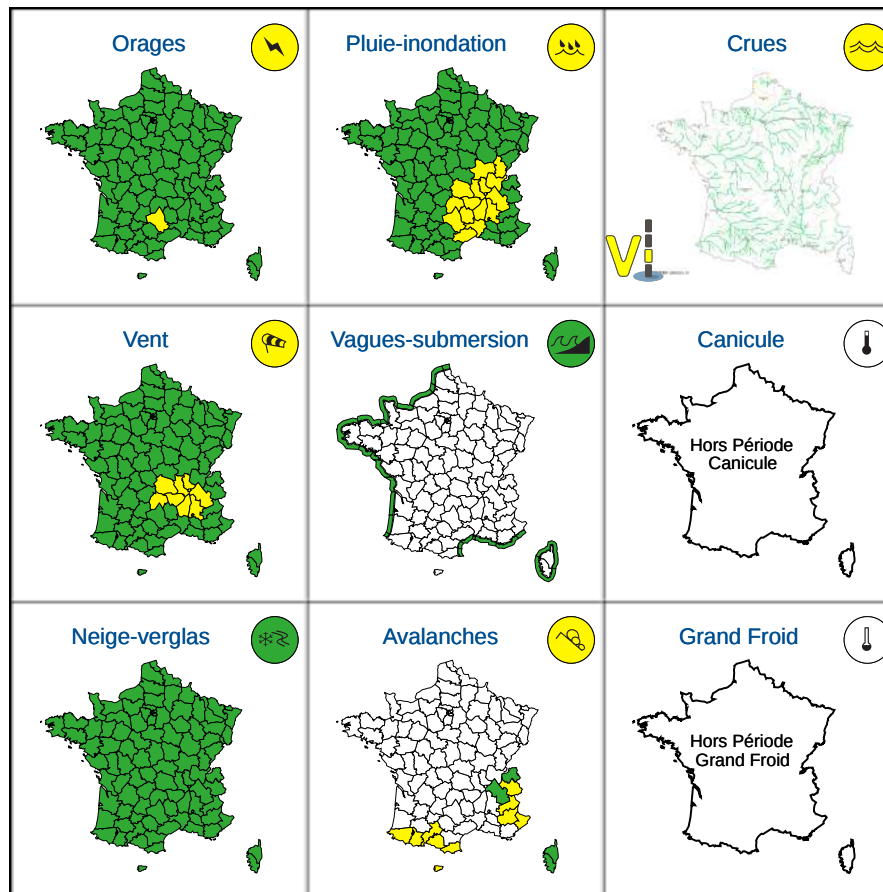 Orages
Pluie-inondation
Crues
Vi
Vent
Vagues-submersion
Canicule
Hors Période
Canicule
Neige-verglas
Avalanches
Grand Froid
Hors Période
Grand Froid